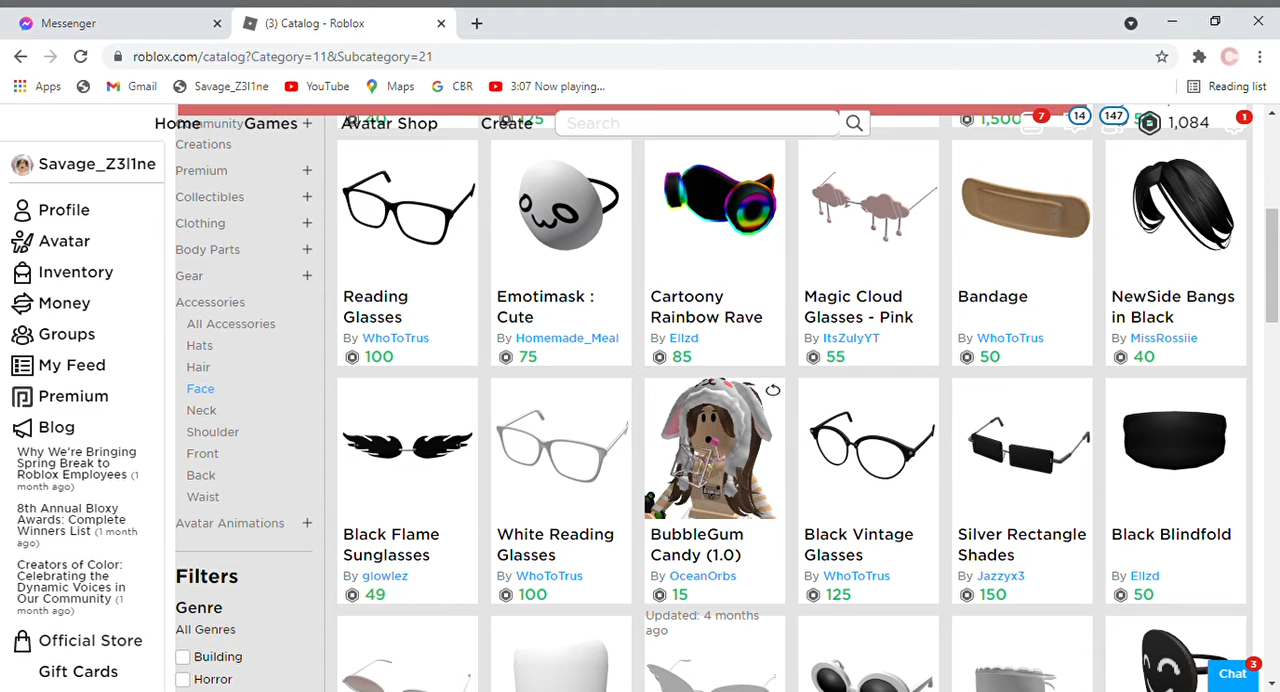 Messenger
(3) Catalog - Roblox
roblox.com/catalog?Category=11&Subcategory=21
Apps
Gmail
Savage_Z3l1ne
YouTube
Maps
CBR
3:07 Now playing...
Reading list
Home
Games +
Avatar Shop
Create
Search
7
14
147
1,084
1
Savage_Z3l1ne
Profile
Avatar
Inventory
Money
Groups
My Feed
Premium
Blog
Why We're Bringing
Spring Break to
Roblox Employees (1
month ago)
8th Annual Bloxy
Awards: Complete
Winners List (1 month
ago)
Creators of Color:
Celebrating the
Dynamic Voices in
Our Community (1
month ago)
Official Store
Gift Cards
Community
Creations
Premium +
Collectibles +
Clothing +
Body Parts +
Gear +
Accessories
All Accessories
Hats
Hair
Face
Neck
Shoulder
Front
Back
Waist
Avatar Animations +
Filters
Genre
All Genres
Building
Horror
125
1,500
Reading
Glasses
By WhoToTrus
100
Emotimask :
Cute
By Homemade_Meal
75
Cartoony
Rainbow Rave
By Ellzd
85
Magic Cloud
Glasses - Pink
By ItsZulyYT
55
Bandage
By WhoToTrus
50
NewSide Bangs
in Black
By MissRossiie
40
Black Flame
Sunglasses
By glowlez
49
White Reading
Glasses
By WhoToTrus
100
BubbleGum
Candy (1.0)
By OceanOrbs
15
Updated: 4 months
ago
Black Vintage
Glasses
By WhoToTrus
125
Silver Rectangle
Shades
By Jazzyx3
150
Black Blindfold
By Ellzd
50
Chat
3